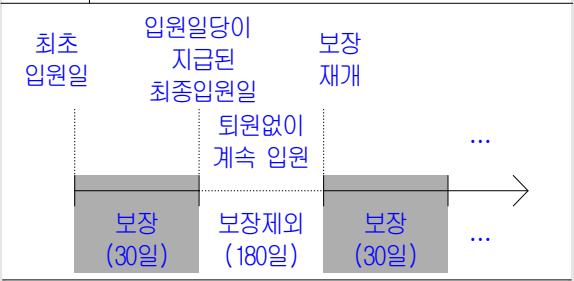 최초
입원일
입원일당이
지급된
최종입원일
보장
재개
퇴원없이
계속 입원
...
보장
(30일)
보장제외
(180일)
보장
(30일)
...